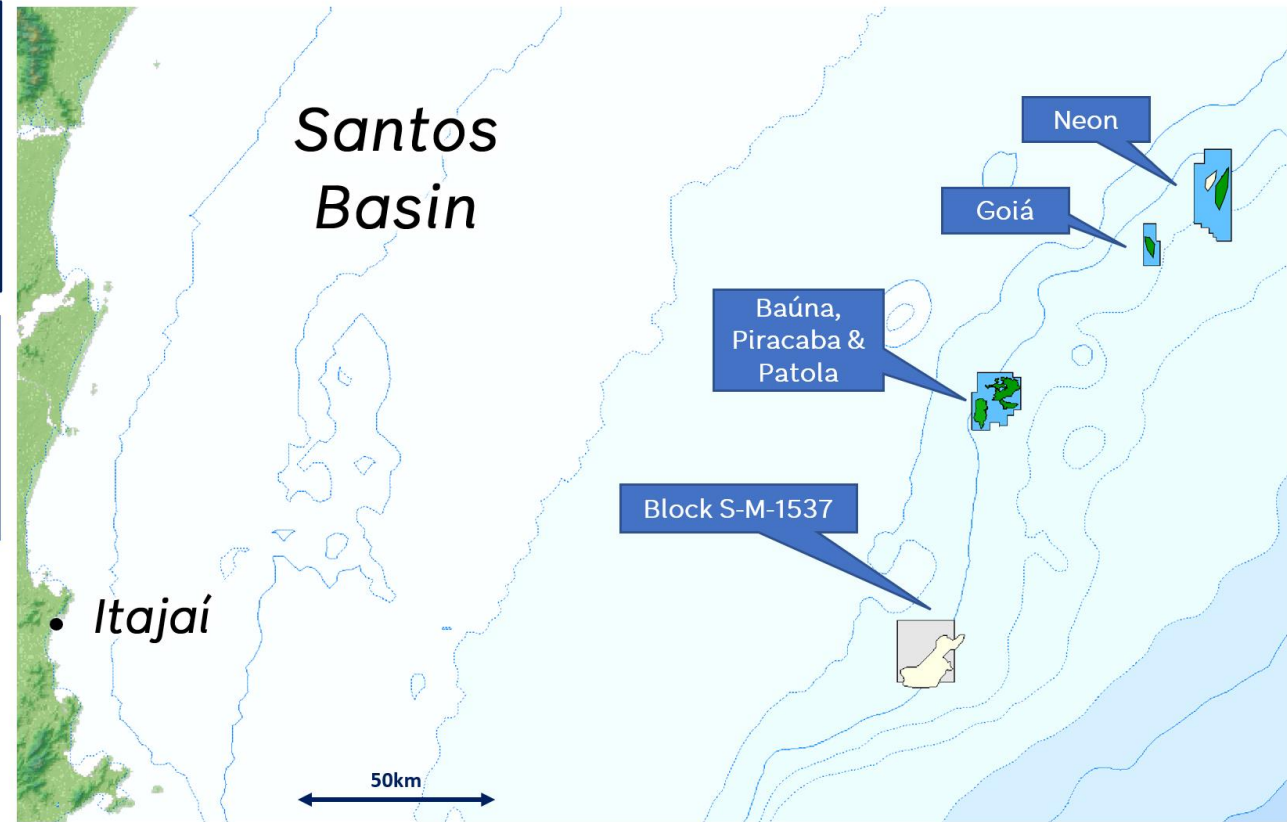 Santos
Basin
Neon
Goiá
Baúna,
Piracaba &
Patola
Block S-M-1537
Itajaí
50km